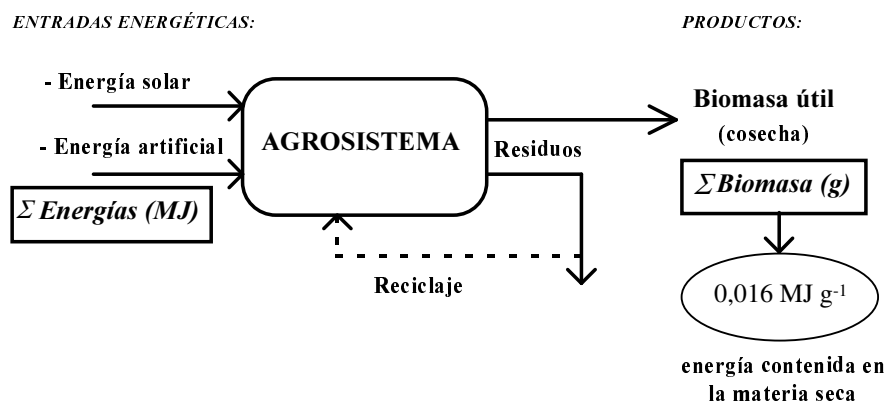 ENTRADAS ENERGÉTICAS:
PRODUCTOS:
- Energía solar
- Energía artificial
Σ Energías (MJ)
AGROSISTEMA
Residuos
Reciclaje
Biomasa útil
(cosecha)
Σ Biomasa (g)
0,016 MJ g-1
energía contenida en
la materia seca